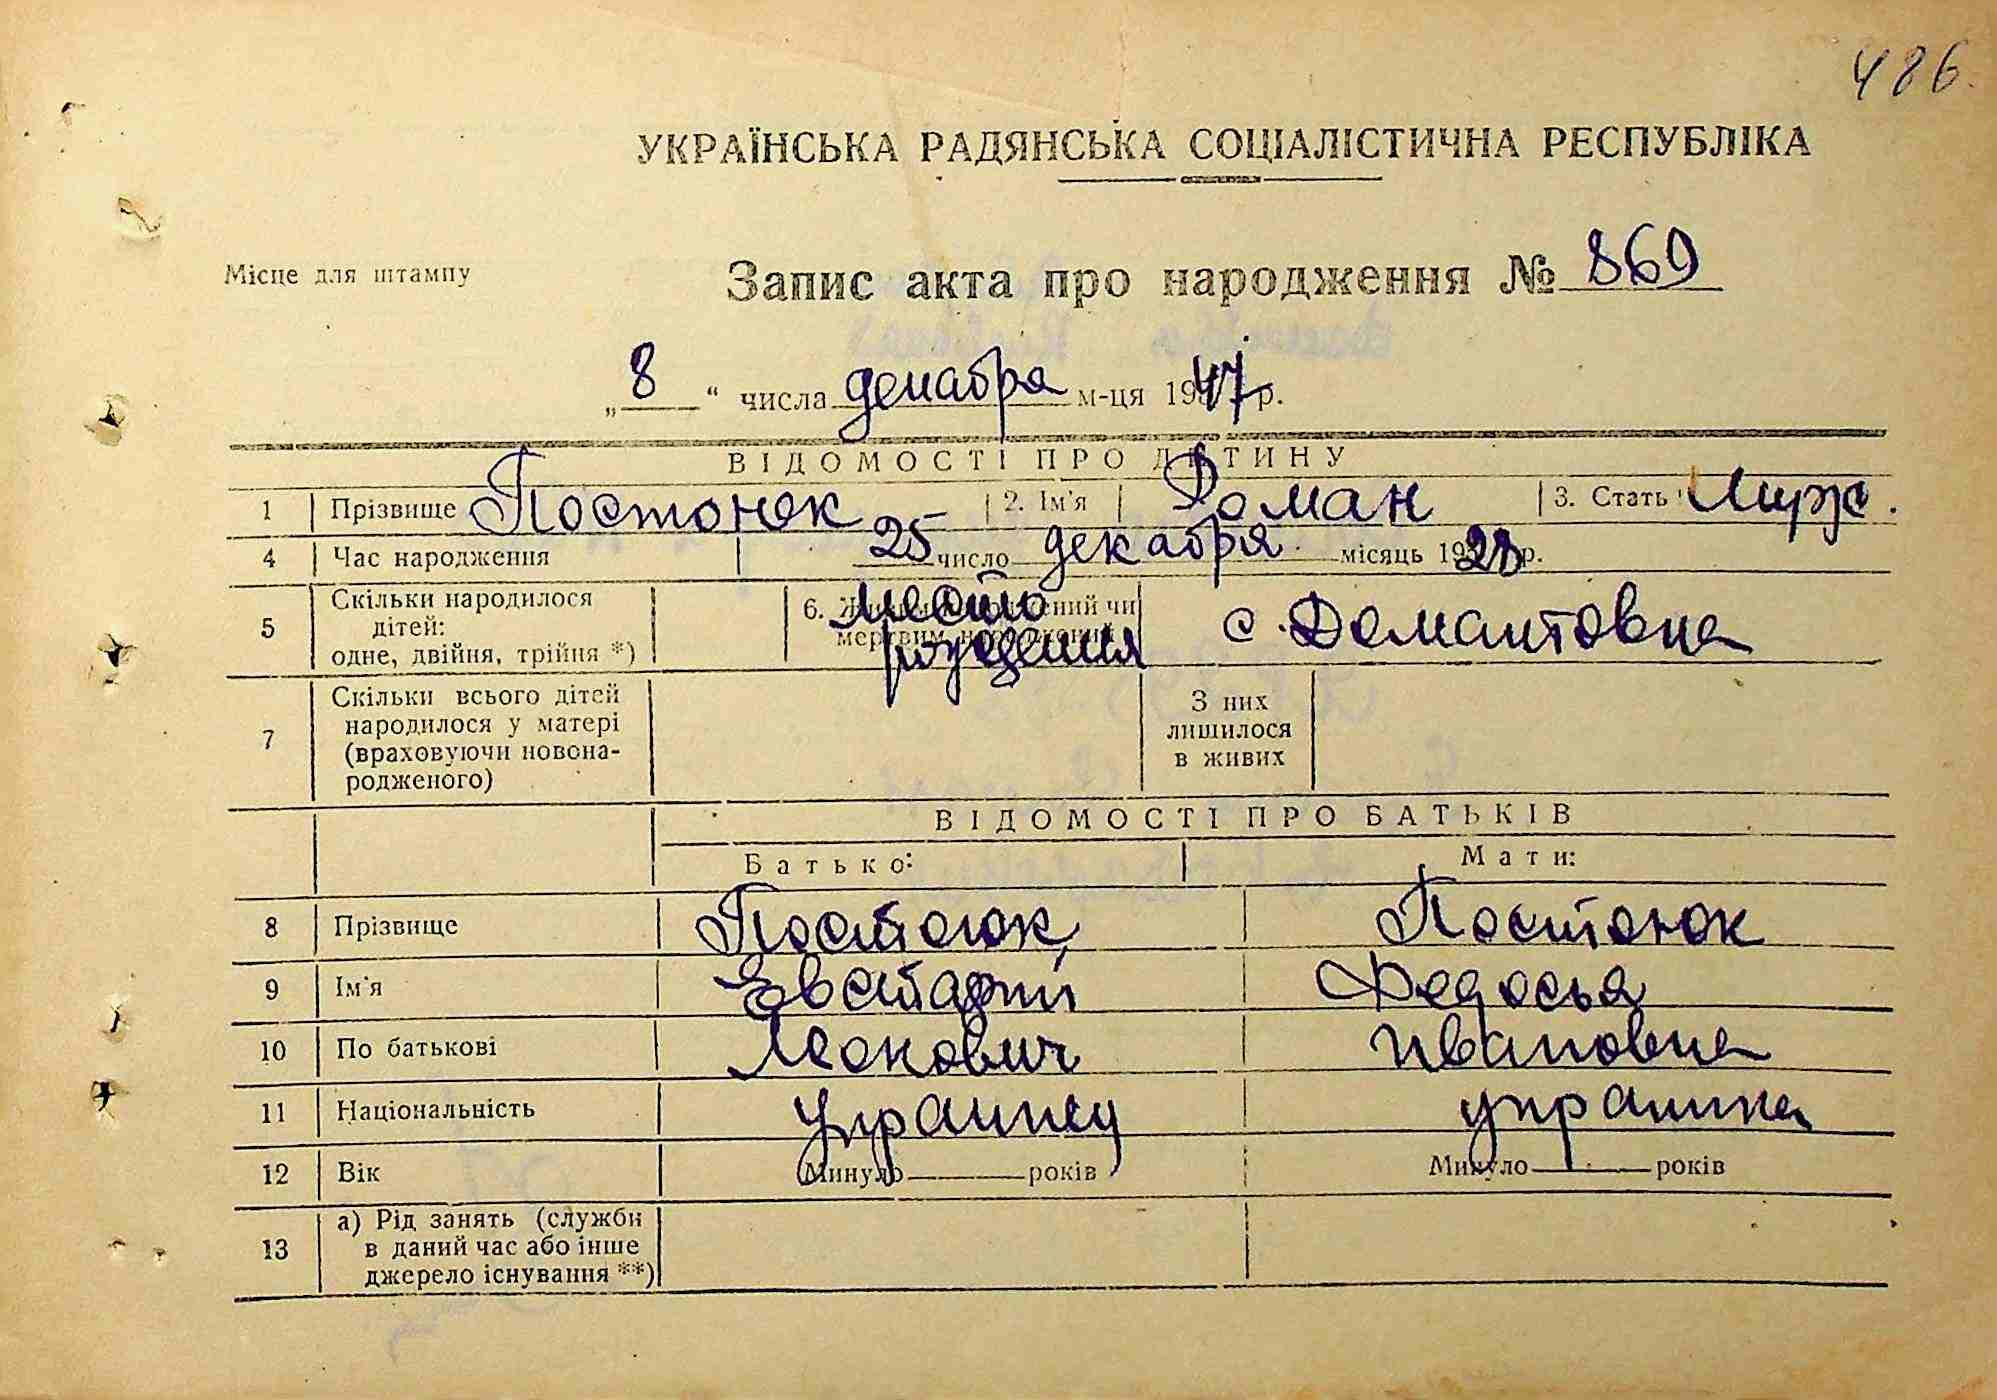 486.
УКРАЇНСЬКА РАДЯНСЬКА СОЦІАЛІСТИЧНА РЕСПУБЛІКА
Місце для штампу
Запис акта про народження № 869
„ 8 “ числа декабря м-ця 1947 р.
ВІДОМОСТІ ПРО ДИТИНУ
1 Прізвище Постоюк 2. Ім'я Роман 3. Стать Муж.
4 Час народження 25 число декабря місяць 1928 р.
5 Скільки народилося дітей: одне, двійня, трійня *) 6. место рождения с. Домантовка
7 Скільки всього дітей народилося у матері (враховуючи новонародженого) З них лишилося в живих
ВІДОМОСТІ ПРО БАТЬКІВ
Батько: Мати:
8 Прізвище Постоюк Постоюк
9 Ім'я Евстафий Федосья
10 По батькові Леонович Ивановна
11 Національність украинец украинка
12 Вік Минуло років Минуло років
13 а) Рід занять (служби в даний час або інше джерело існування **)